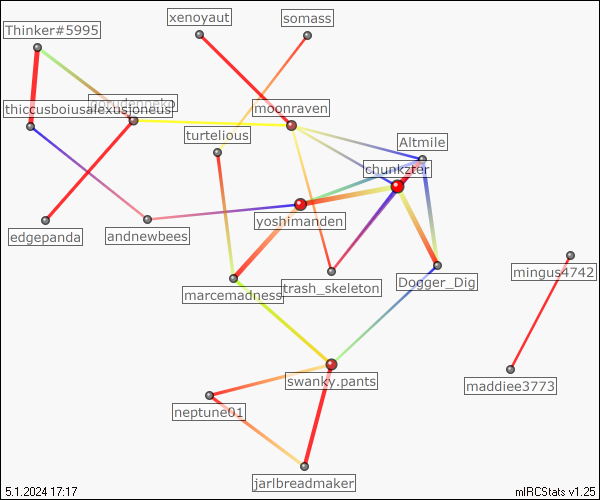 xenoyaut
somass
Thinker#5995
gorudenneko
moonraven
thiccusboiusalexusjoneus
turtelious
Altmile
chunkzter
yoshimanden
edgepanda
andnewbees
mingus4742
Dogger_Dig
trash_skeleton
marcemadness
swanky.pants
maddiee3773
neptune01
jarlbreadmaker
5.1.2024 17:17
mIRCStats v1.25